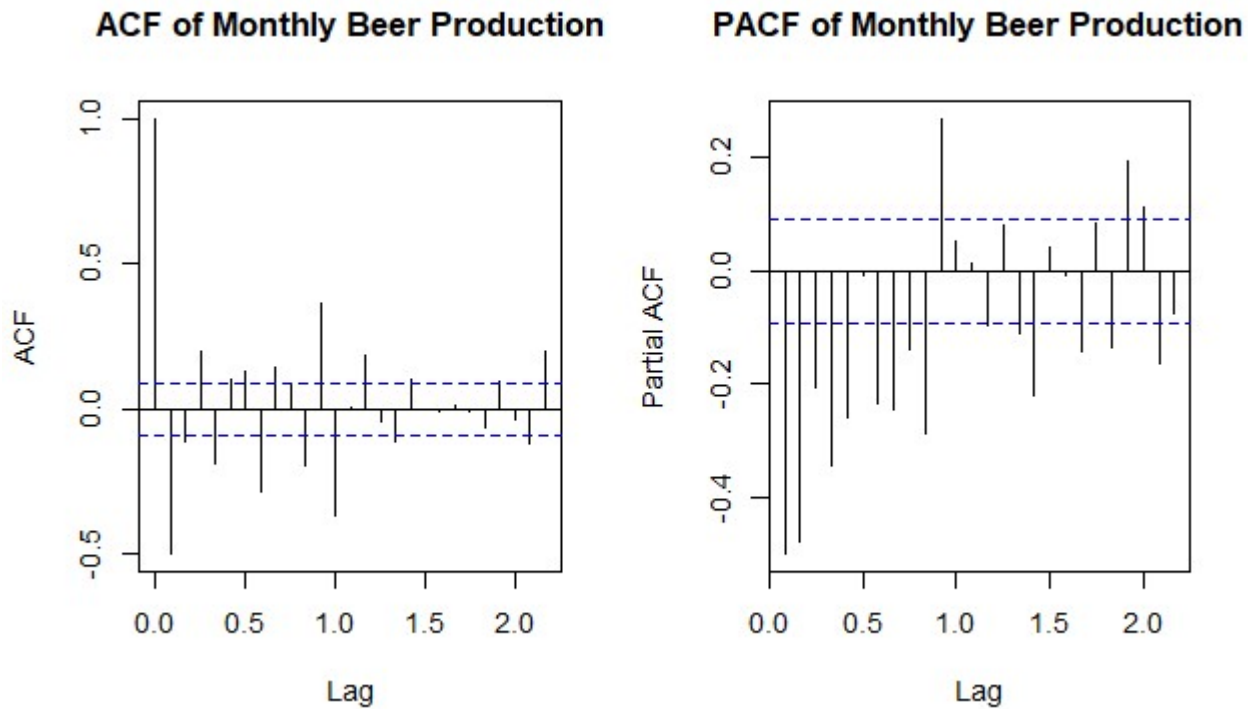 ACF of Monthly Beer Production
ACF
1.0
0.5
0.0
-0.5
0.0 0.5 1.0 1.5 2.0
Lag
PACF of Monthly Beer Production
Partial ACF
0.2
0.0
-0.2
-0.4
0.0 0.5 1.0 1.5 2.0
Lag